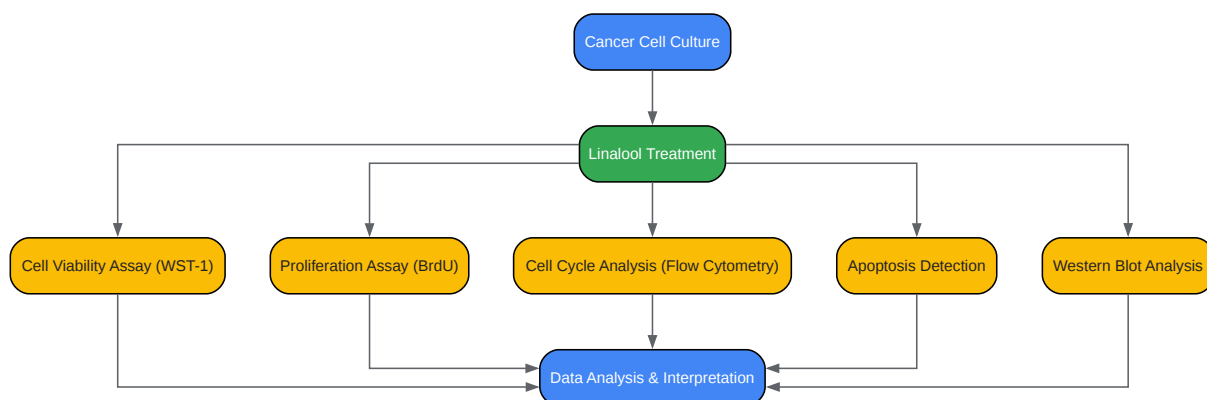 Cancer Cell Culture
Linalool Treatment
Cell Viability Assay (WST-1)
Proliferation Assay (BrdU)
Cell Cycle Analysis (Flow Cytometry)
Apoptosis Detection
Western Blot Analysis
Data Analysis & Interpretation